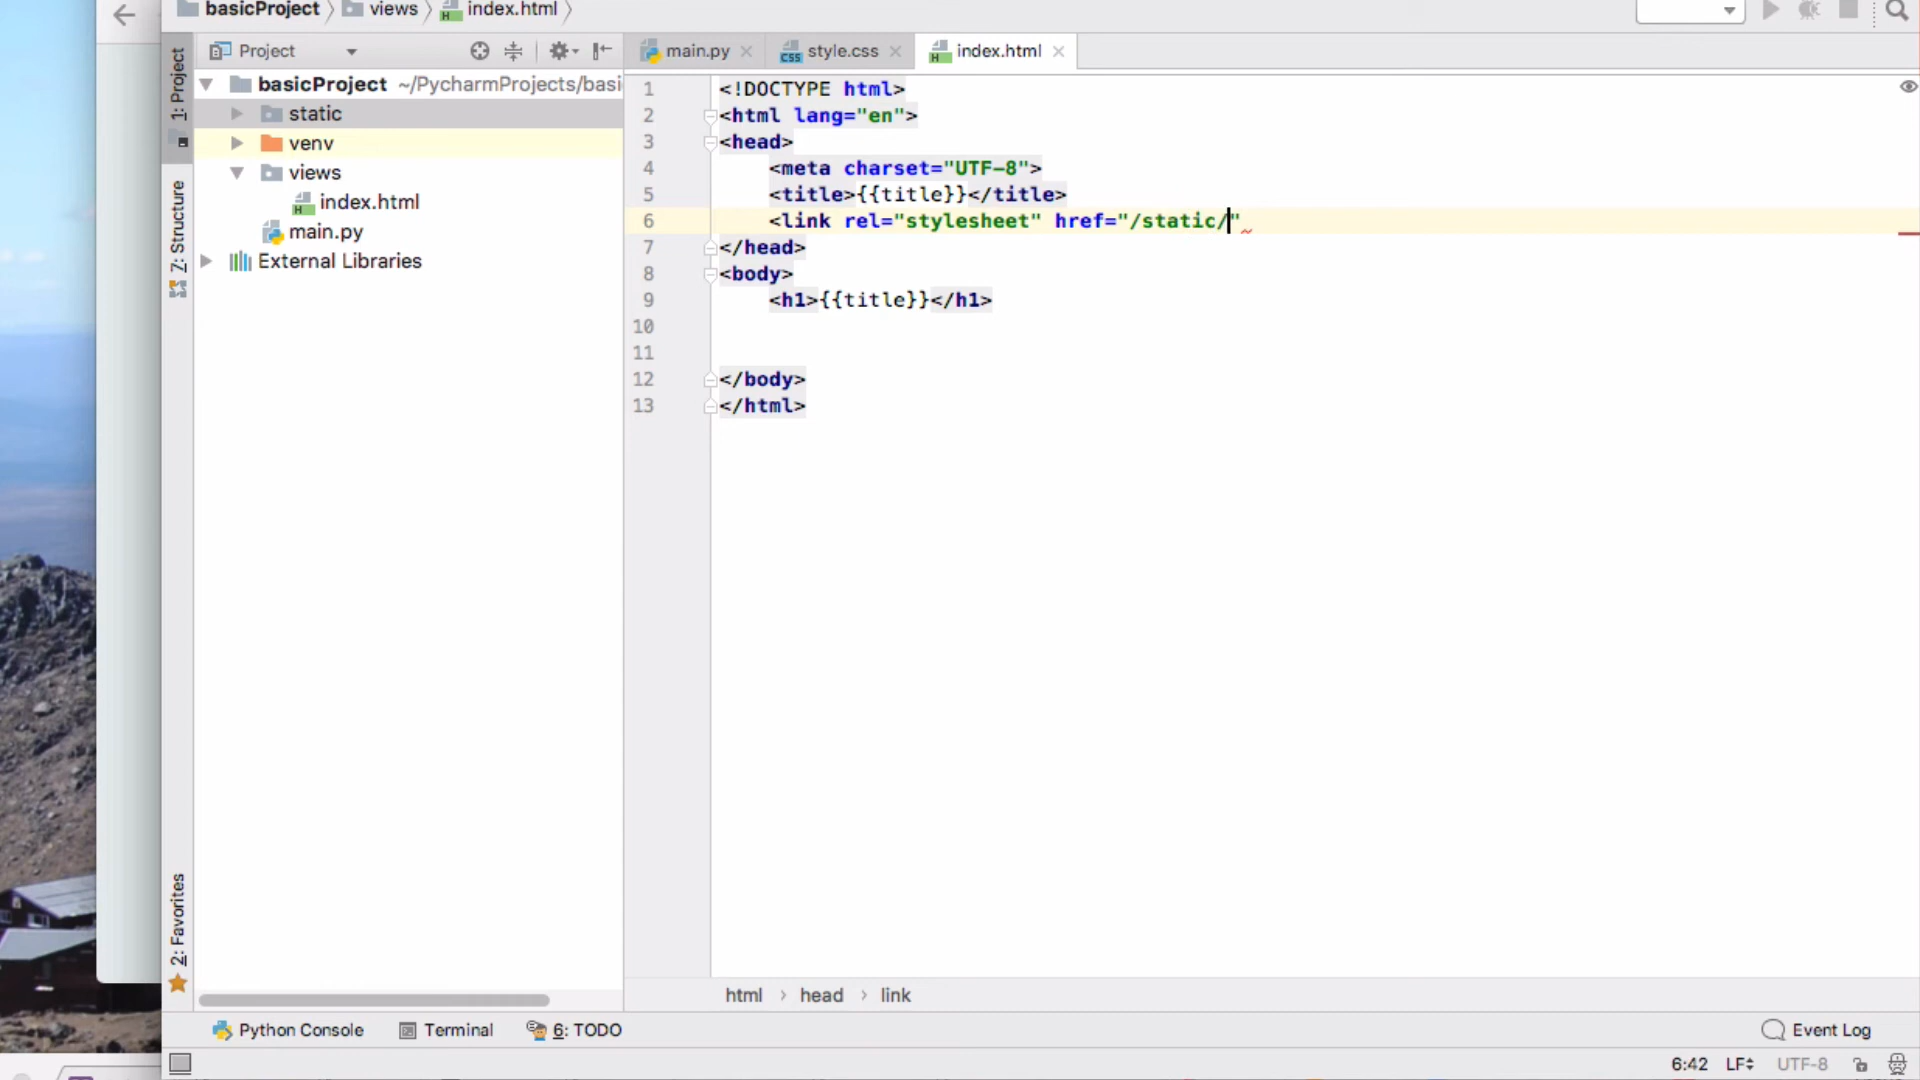 basicProject views index.html
Project
main.py style.css index.html
1: Project
basicProject ~/PycharmProjects/basi
static
venv
views
index.html
main.py
External Libraries
Z: Structure
2: Favorites
1 <!DOCTYPE html>
2 <html lang="en">
3 <head>
4 <meta charset="UTF-8">
5 <title>{{title}}</title>
6 <link rel="stylesheet" href="/static/"
7 </head>
8 <body>
9 <h1>{{title}}</h1>
10
11
12 </body>
13 </html>
html › head › link
Python Console Terminal 6: TODO Event Log
6:42 LF UTF-8